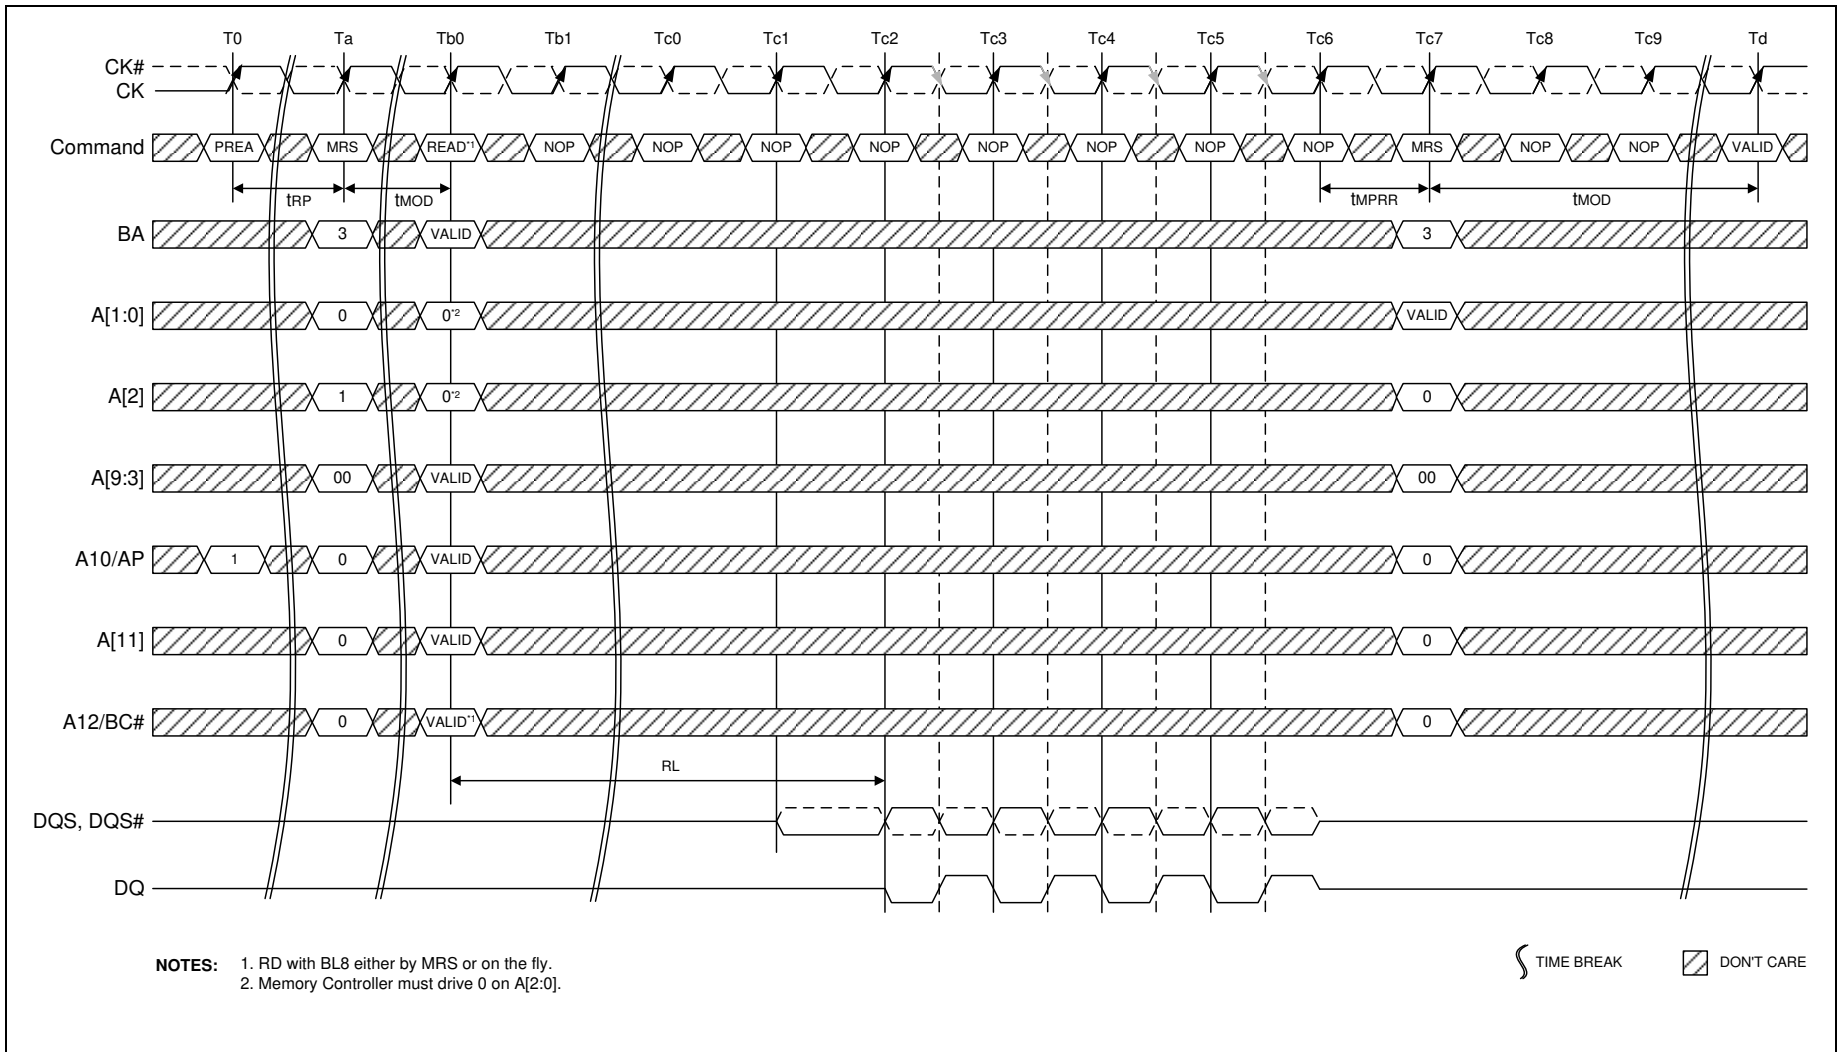 T0 Ta Tb0 Tb1 Tc0 Tc1 Tc2 Tc3 Tc4 Tc5 Tc6 Tc7 Tc8 Tc9 Td
CK#
CK
Command PREA MRS READ*1 NOP NOP NOP NOP NOP NOP NOP NOP MRS NOP NOP VALID
tRP tMOD tMPRR tMOD
BA 3 VALID 3
A[1:0] 0 0*2 VALID
A[2] 1 0*2 0
A[9:3] 00 VALID 00
A10/AP 1 0 VALID 0
A[11] 0 VALID 0
A12/BC# 0 VALID*1 0
RL
DQS, DQS#
DQ
NOTES: 1. RD with BL8 either by MRS or on the fly.
2. Memory Controller must drive 0 on A[2:0].
TIME BREAK DON'T CARE